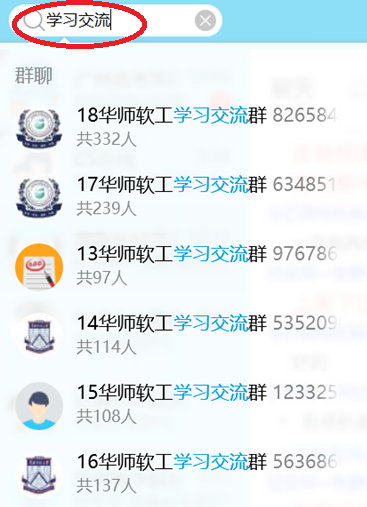 学习交流
群聊
18华师软工学习交流群 826584
共332人
17华师软工学习交流群 634851
共239人
13华师软工学习交流群 976786
共97人
14华师软工学习交流群 535209
共114人
15华师软工学习交流群 123325
共108人
16华师软工学习交流群 563686
共137人